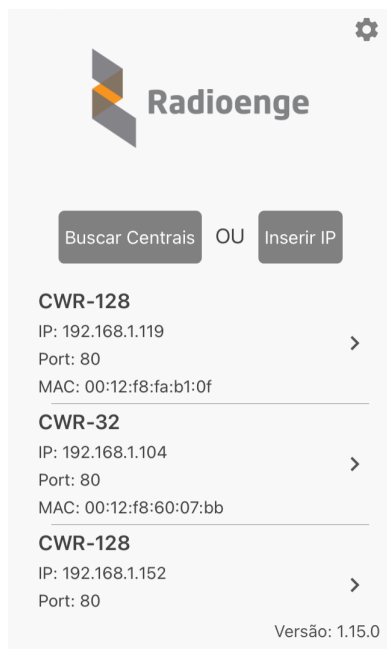 Radioenge
Buscar Centrais OU Inserir IP
CWR-128
IP: 192.168.1.119
Port: 80
MAC: 00:12:f8:fa:b1:0f
CWR-32
IP: 192.168.1.104
Port: 80
MAC: 00:12:f8:60:07:bb
CWR-128
IP: 192.168.1.152
Port: 80
Versão: 1.15.0